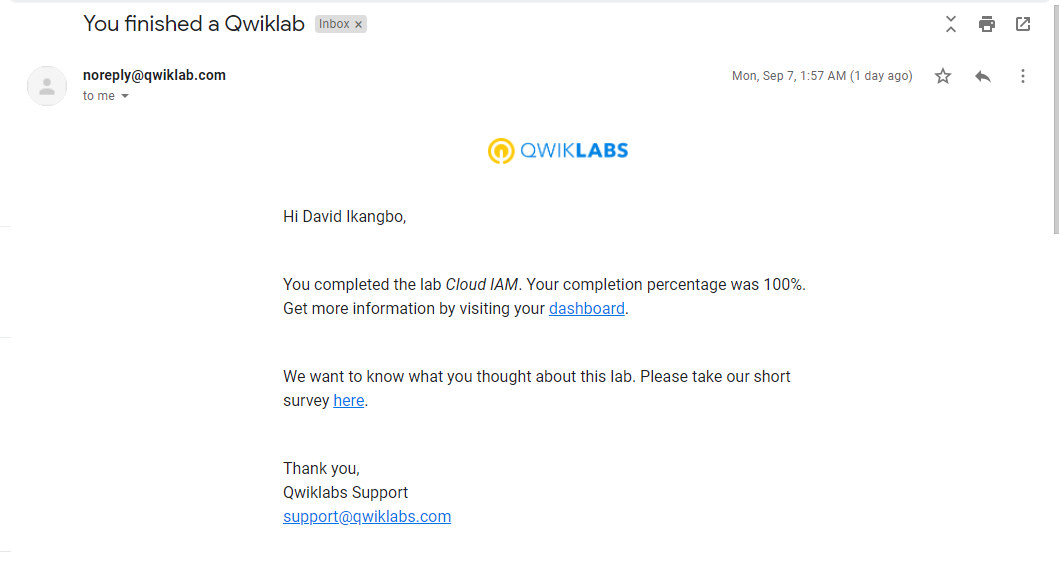 You finished a Qwiklab Inbox ×
noreply@qwiklab.com Mon, Sep 7, 1:57 AM (1 day ago)
to me
QWIKLABS
Hi David Ikangbo,
You completed the lab Cloud IAM. Your completion percentage was 100%.
Get more information by visiting your dashboard.
We want to know what you thought about this lab. Please take our short
survey here.
Thank you,
Qwiklabs Support
support@qwiklabs.com